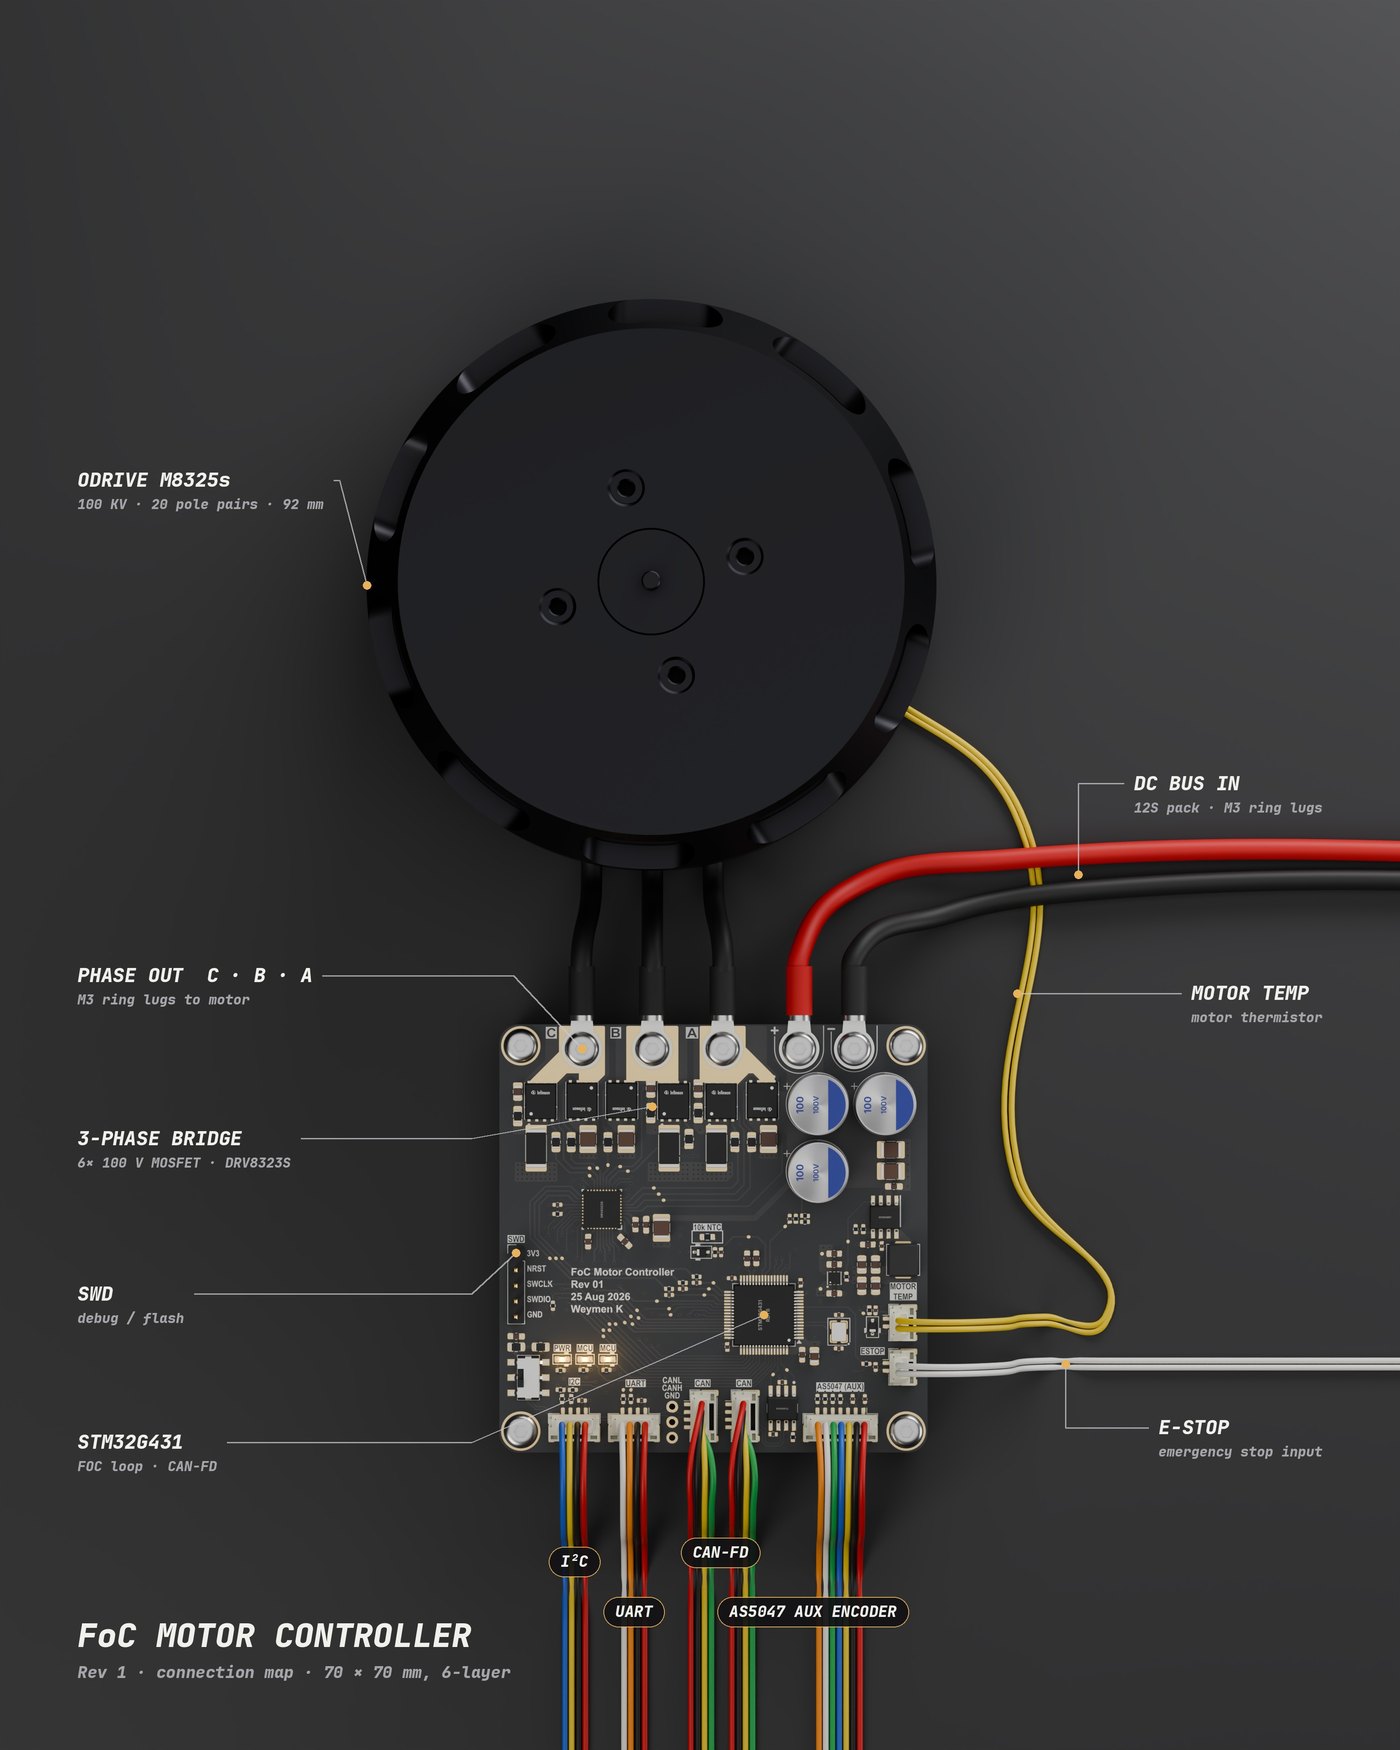 ODRIVE M8325s
100 KV · 20 pole pairs · 92 mm
DC BUS IN
12S pack · M3 ring lugs
PHASE OUT C · B · A
M3 ring lugs to motor
MOTOR TEMP
motor thermistor
C B A + −
100 100V
100 100V
100 100V
3-PHASE BRIDGE
6× 100 V MOSFET · DRV8323S
10k NTC
SWD
3V3
NRST
SWCLK
SWDIO
GND
FoC Motor Controller
Rev 01
25 Aug 2026
Weymen K
MOTOR
TEMP
SWD
debug / flash
ESTOP
PWR MCU MCU
I2C
UART
CANL
CANH
GND
CAN
CAN
AS5047 (AUX)
STM32G431
FOC loop · CAN-FD
E-STOP
emergency stop input
I²C
CAN-FD
UART
AS5047 AUX ENCODER
FoC MOTOR CONTROLLER
Rev 1 · connection map · 70 × 70 mm, 6-layer